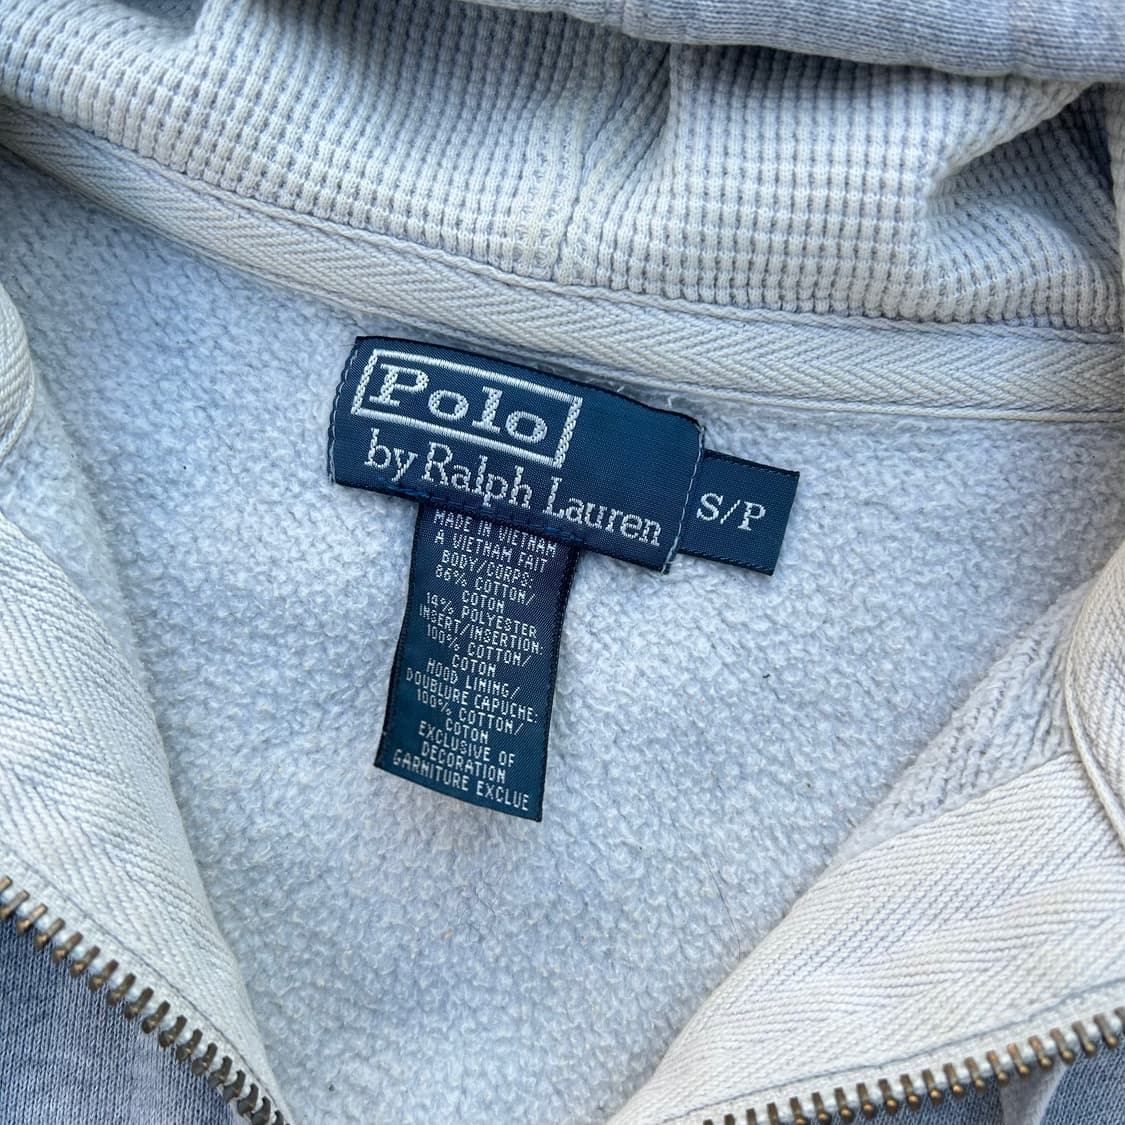 Polo
by Ralph Lauren
S/P
MADE IN VIETNAM
A VIETNAM FAIT
BODY/CORPS:
86% COTTON/
COTON
14% POLYESTER
INSERT/INSERTION:
100% COTTON/
COTON
HOOD LINING/
DOUBLURE CAPUCHE:
100% COTTON/
COTON
EXCLUSIVE OF
DECORATION
GARNITURE EXCLUE